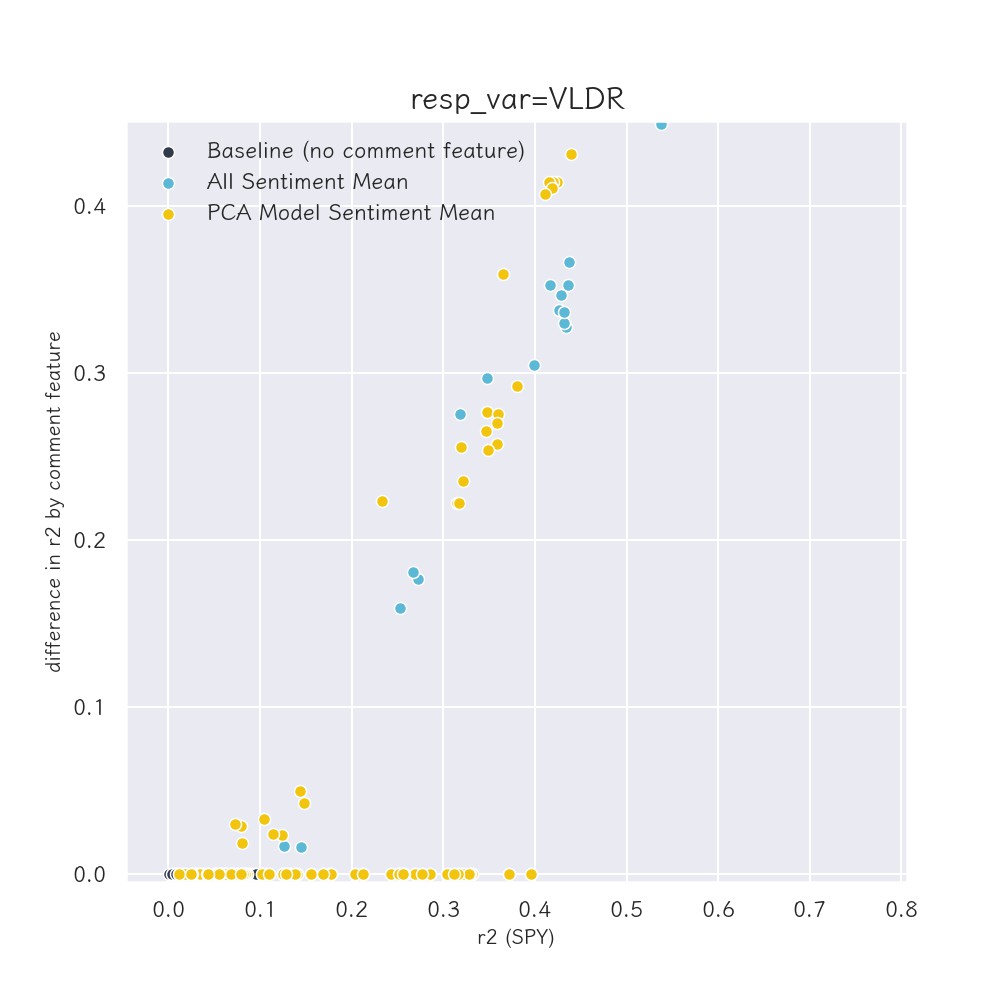 resp_var=VLDR
Baseline (no comment feature)
All Sentiment Mean
PCA Model Sentiment Mean
difference in r2 by comment feature
0.4
0.3
0.2
0.1
0.0
0.0 0.1 0.2 0.3 0.4 0.5 0.6 0.7 0.8
r2 (SPY)